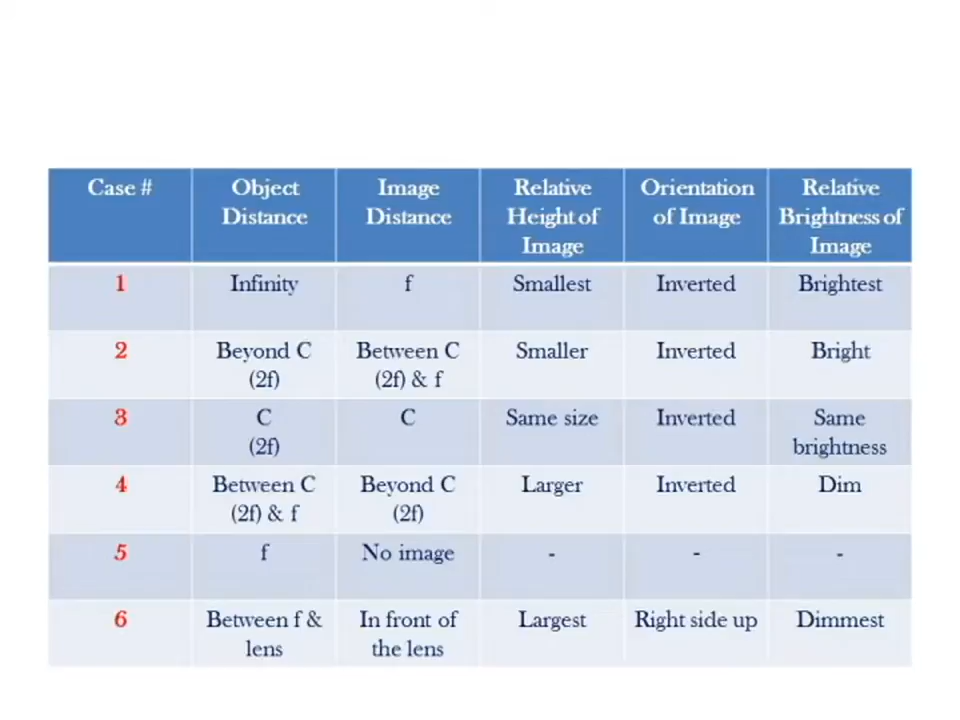 Case # Object Distance Image Distance Relative Height of Image Orientation of Image Relative Brightness of Image
1 Infinity f Smallest Inverted Brightest
2 Beyond C (2f) Between C (2f) & f Smaller Inverted Bright
3 C (2f) C Same size Inverted Same brightness
4 Between C (2f) & f Beyond C (2f) Larger Inverted Dim
5 f No image - - -
6 Between f & lens In front of the lens Largest Right side up Dimmest